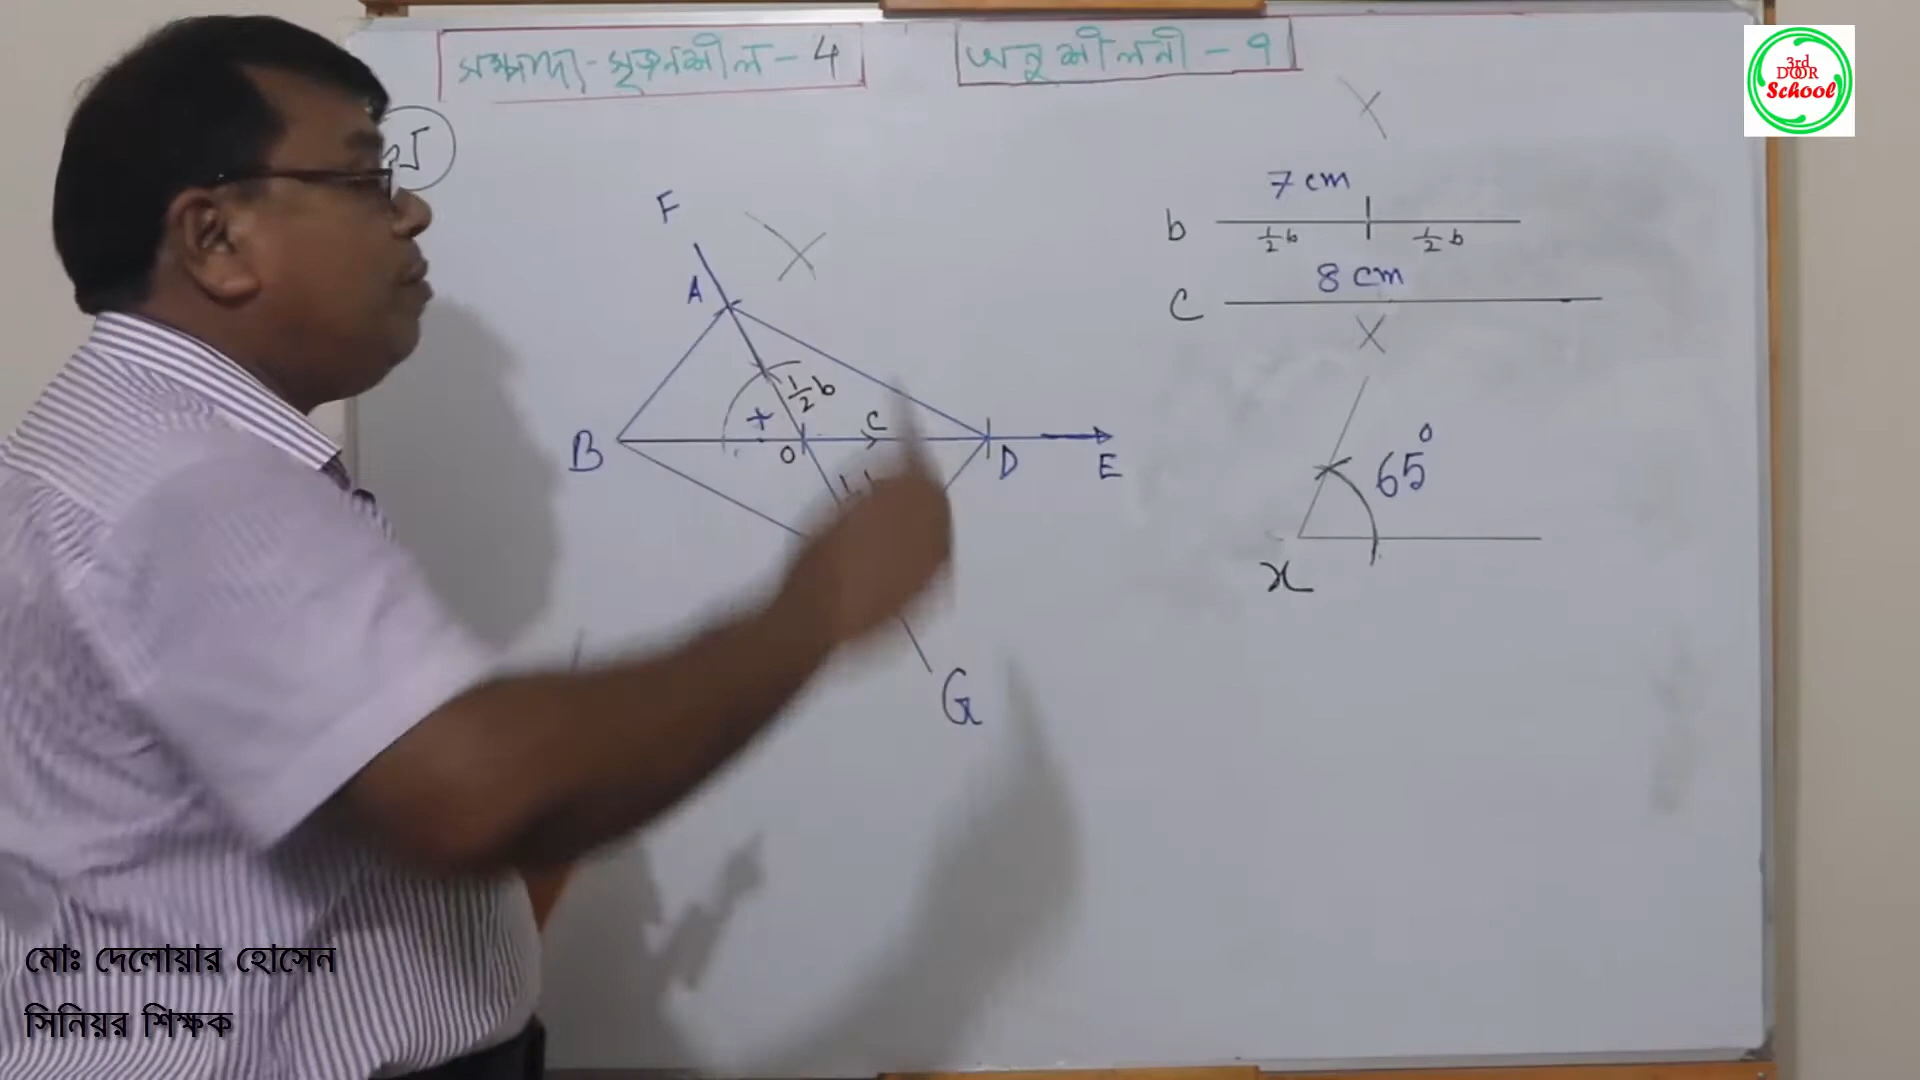 সম্পাদ্য-সৃজনশীল-4
অনুশীলনী-৭
3rd
DOOR
School
F
A
½ b
x
C
B
O
D
E
G
7 cm
b
½ b
½ b
8 cm
C
65°
x
মোঃ দেলোয়ার হোসেন
সিনিয়র শিক্ষক